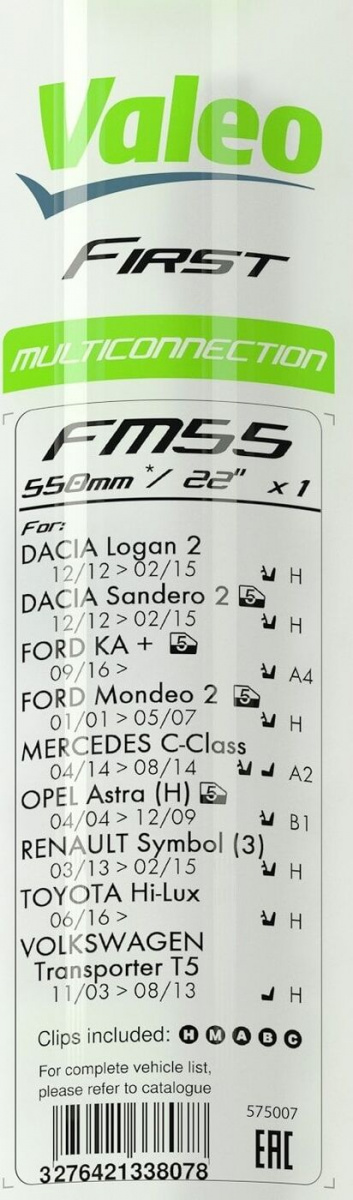 Valeo
FIRST
MULTICONNECTION
FM55
550mm* / 22" x 1
For:
DACIA Logan 2
12/12 > 02/15 H
DACIA Sandero 2 5
12/12 > 02/15 H
FORD KA + 5
09/16 > A4
FORD Mondeo 2 5
01/01 > 05/07 H
MERCEDES C-Class
04/14 > 08/14 A2
OPEL Astra (H) 5
04/04 > 12/09 B1
RENAULT Symbol (3)
03/13 > 02/15 H
TOYOTA Hi-Lux
06/16 > H
VOLKSWAGEN
Transporter T5
11/03 > 08/13 H
Clips included: H M A B C
For complete vehicle list,
please refer to catalogue
575007
EAC
3276421338078